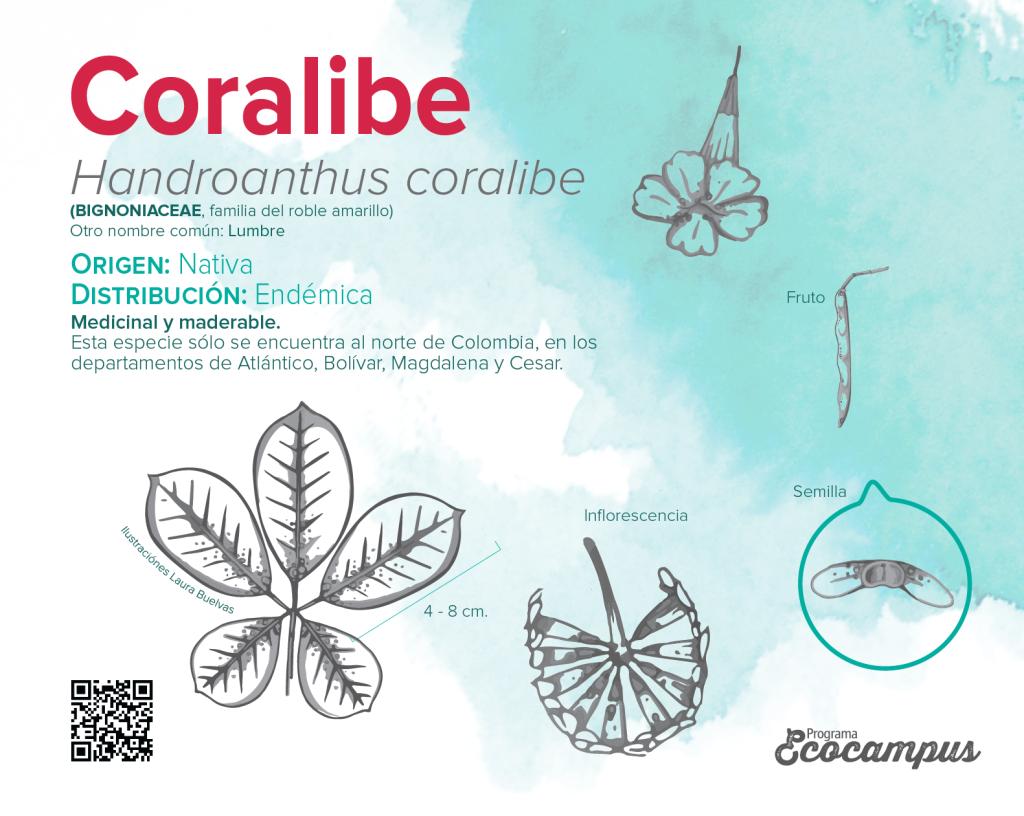 Coralibe
Handroanthus coralibe
(BIGNONIACEAE, familia del roble amarillo)
Otro nombre común: Lumbre
ORIGEN: Nativa
DISTRIBUCIÓN: Endémica
Medicinal y maderable.
Esta especie sólo se encuentra al norte de Colombia, en los
departamentos de Atlántico, Bolívar, Magdalena y Cesar.
Fruto
Semilla
Inflorescencia
Ilustraciónes Laura Buelvas
4 - 8 cm.
Programa
Ecocampus